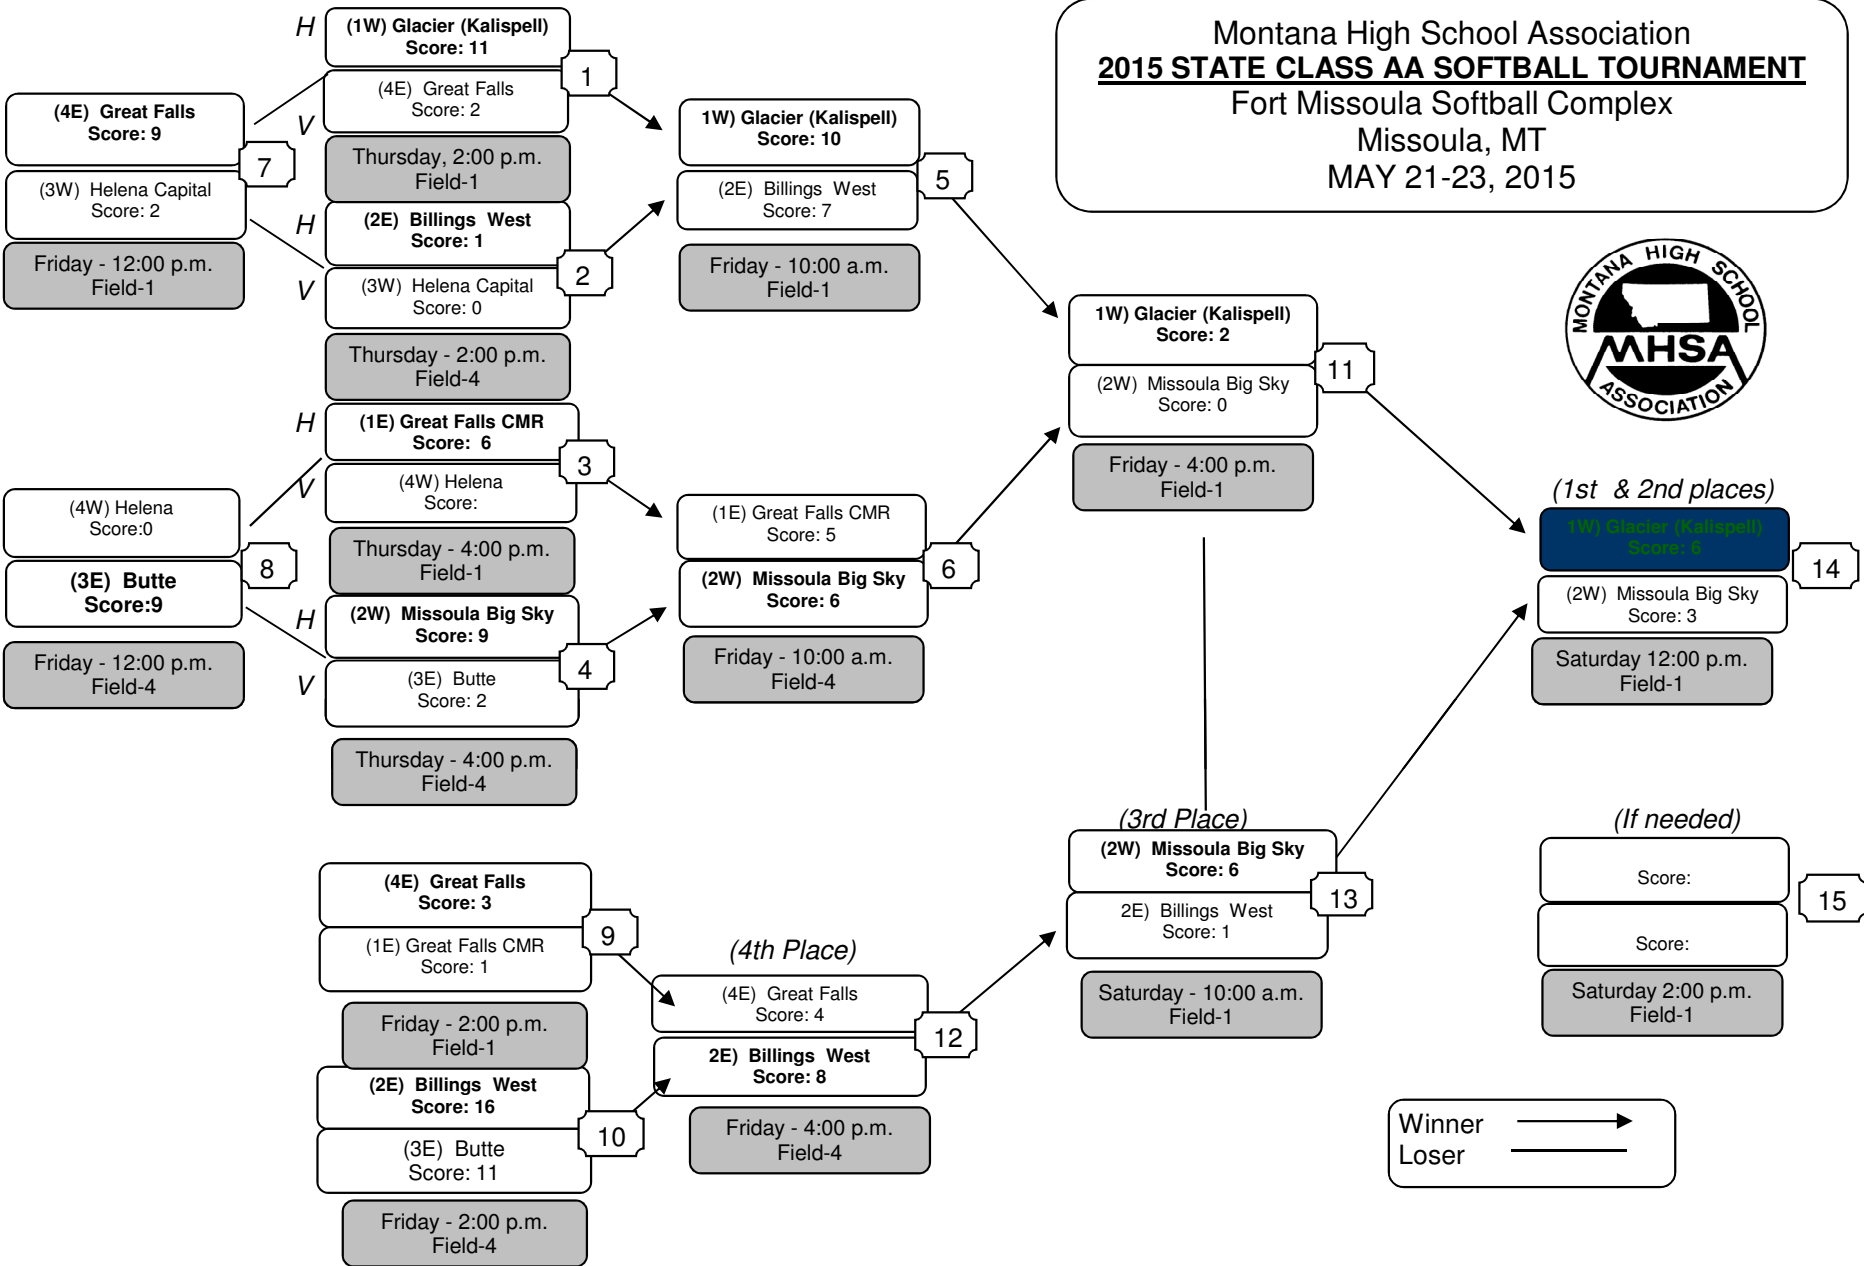 Montana High School Association
2015 STATE CLASS AA SOFTBALL TOURNAMENT
Fort Missoula Softball Complex
Missoula, MT
MAY 21-23, 2015
MONTANA HIGH SCHOOL
MHSA
ASSOCIATION
(4E) Great Falls
Score: 9
(3W) Helena Capital
Score: 2
7
Friday - 12:00 p.m.
Field-1
(4W) Helena
Score:0
(3E) Butte
Score:9
8
Friday - 12:00 p.m.
Field-4
H
(1W) Glacier (Kalispell)
Score: 11
V
(4E) Great Falls
Score: 2
1
Thursday, 2:00 p.m.
Field-1
H
(2E) Billings West
Score: 1
V
(3W) Helena Capital
Score: 0
2
Thursday - 2:00 p.m.
Field-4
H
(1E) Great Falls CMR
Score: 6
V
(4W) Helena
Score:
3
Thursday - 4:00 p.m.
Field-1
H
(2W) Missoula Big Sky
Score: 9
V
(3E) Butte
Score: 2
4
Thursday - 4:00 p.m.
Field-4
1W) Glacier (Kalispell)
Score: 10
(2E) Billings West
Score: 7
5
Friday - 10:00 a.m.
Field-1
(1E) Great Falls CMR
Score: 5
(2W) Missoula Big Sky
Score: 6
6
Friday - 10:00 a.m.
Field-4
1W) Glacier (Kalispell)
Score: 2
(2W) Missoula Big Sky
Score: 0
11
Friday - 4:00 p.m.
Field-1
(1st & 2nd places)
1W) Glacier (Kalispell)
Score: 6
(2W) Missoula Big Sky
Score: 3
14
Saturday 12:00 p.m.
Field-1
(4E) Great Falls
Score: 3
(1E) Great Falls CMR
Score: 1
9
Friday - 2:00 p.m.
Field-1
(2E) Billings West
Score: 16
(3E) Butte
Score: 11
10
Friday - 2:00 p.m.
Field-4
(4th Place)
(4E) Great Falls
Score: 4
2E) Billings West
Score: 8
12
Friday - 4:00 p.m.
Field-4
(3rd Place)
(2W) Missoula Big Sky
Score: 6
2E) Billings West
Score: 1
13
Saturday - 10:00 a.m.
Field-1
(If needed)
Score:
Score:
15
Saturday 2:00 p.m.
Field-1
Winner
Loser